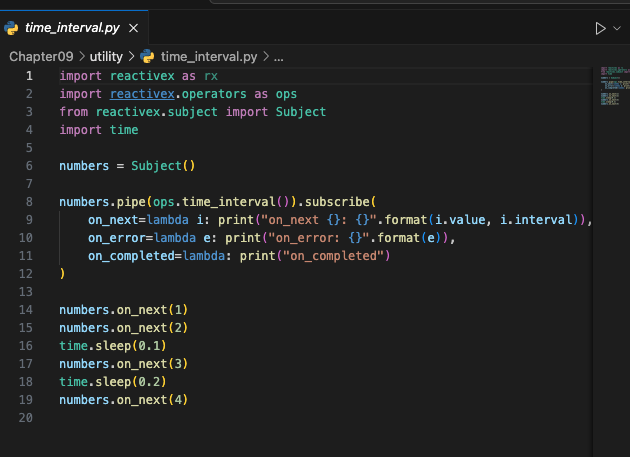 time_interval.py
Chapter09 > utility > time_interval.py > ...
1 import reactivex as rx
2 import reactivex.operators as ops
3 from reactivex.subject import Subject
4 import time
5
6 numbers = Subject()
7
8 numbers.pipe(ops.time_interval()).subscribe(
9     on_next=lambda i: print("on_next {}: {}".format(i.value, i.interval)),
10     on_error=lambda e: print("on_error: {}".format(e)),
11     on_completed=lambda: print("on_completed")
12 )
13
14 numbers.on_next(1)
15 numbers.on_next(2)
16 time.sleep(0.1)
17 numbers.on_next(3)
18 time.sleep(0.2)
19 numbers.on_next(4)
20